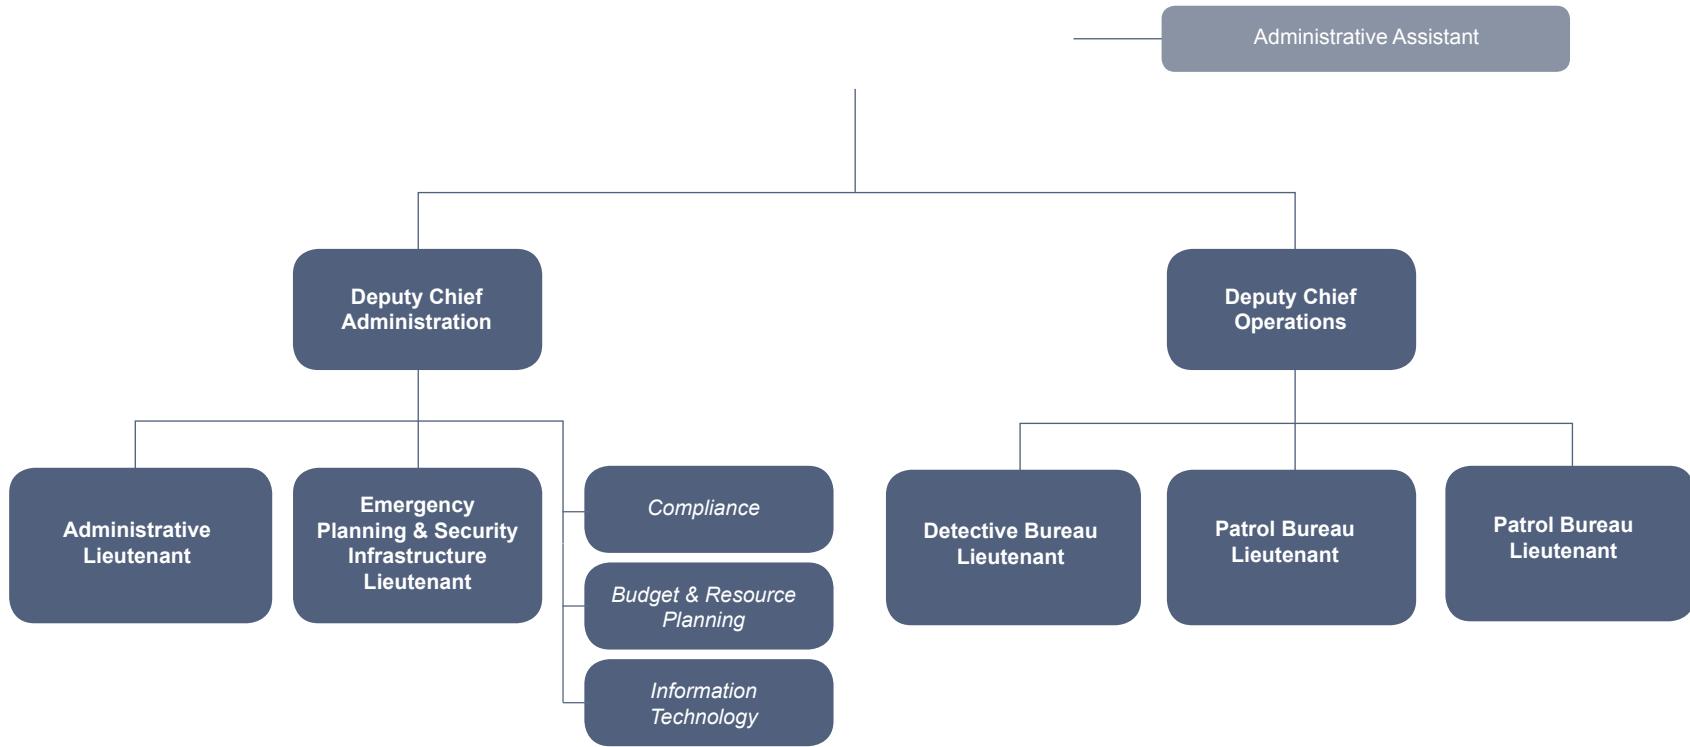 Administrative Assistant
Deputy Chief
Administration
Deputy Chief
Operations
Administrative
Lieutenant
Emergency
Planning & Security
Infrastructure
Lieutenant
Compliance
Budget & Resource
Planning
Information
Technology
Detective Bureau
Lieutenant
Patrol Bureau
Lieutenant
Patrol Bureau
Lieutenant